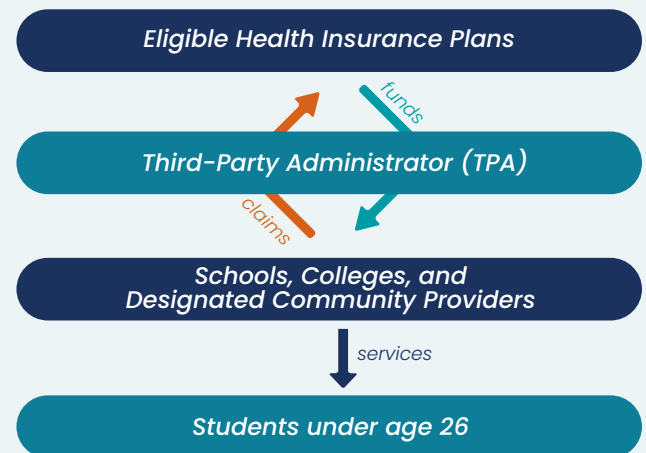 Eligible Health Insurance Plans
funds
Third-Party Administrator (TPA)
claims
Schools, Colleges, and
Designated Community Providers
services
Students under age 26